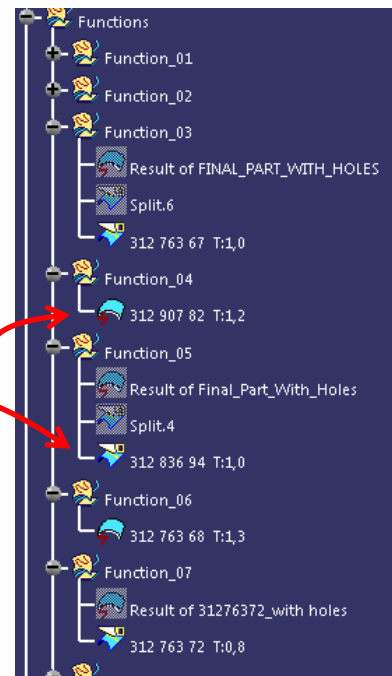 Functions
Function_01
Function_02
Function_03
Result of FINAL_PART_WITH_HOLES
Split.6
312 763 67 T:1,0
Function_04
312 907 82 T:1,2
Function_05
Result of Final_Part_With_Holes
Split.4
312 836 94 T:1,0
Function_06
312 763 68 T:1,3
Function_07
Result of 31276372_with holes
312 763 72 T:0,8